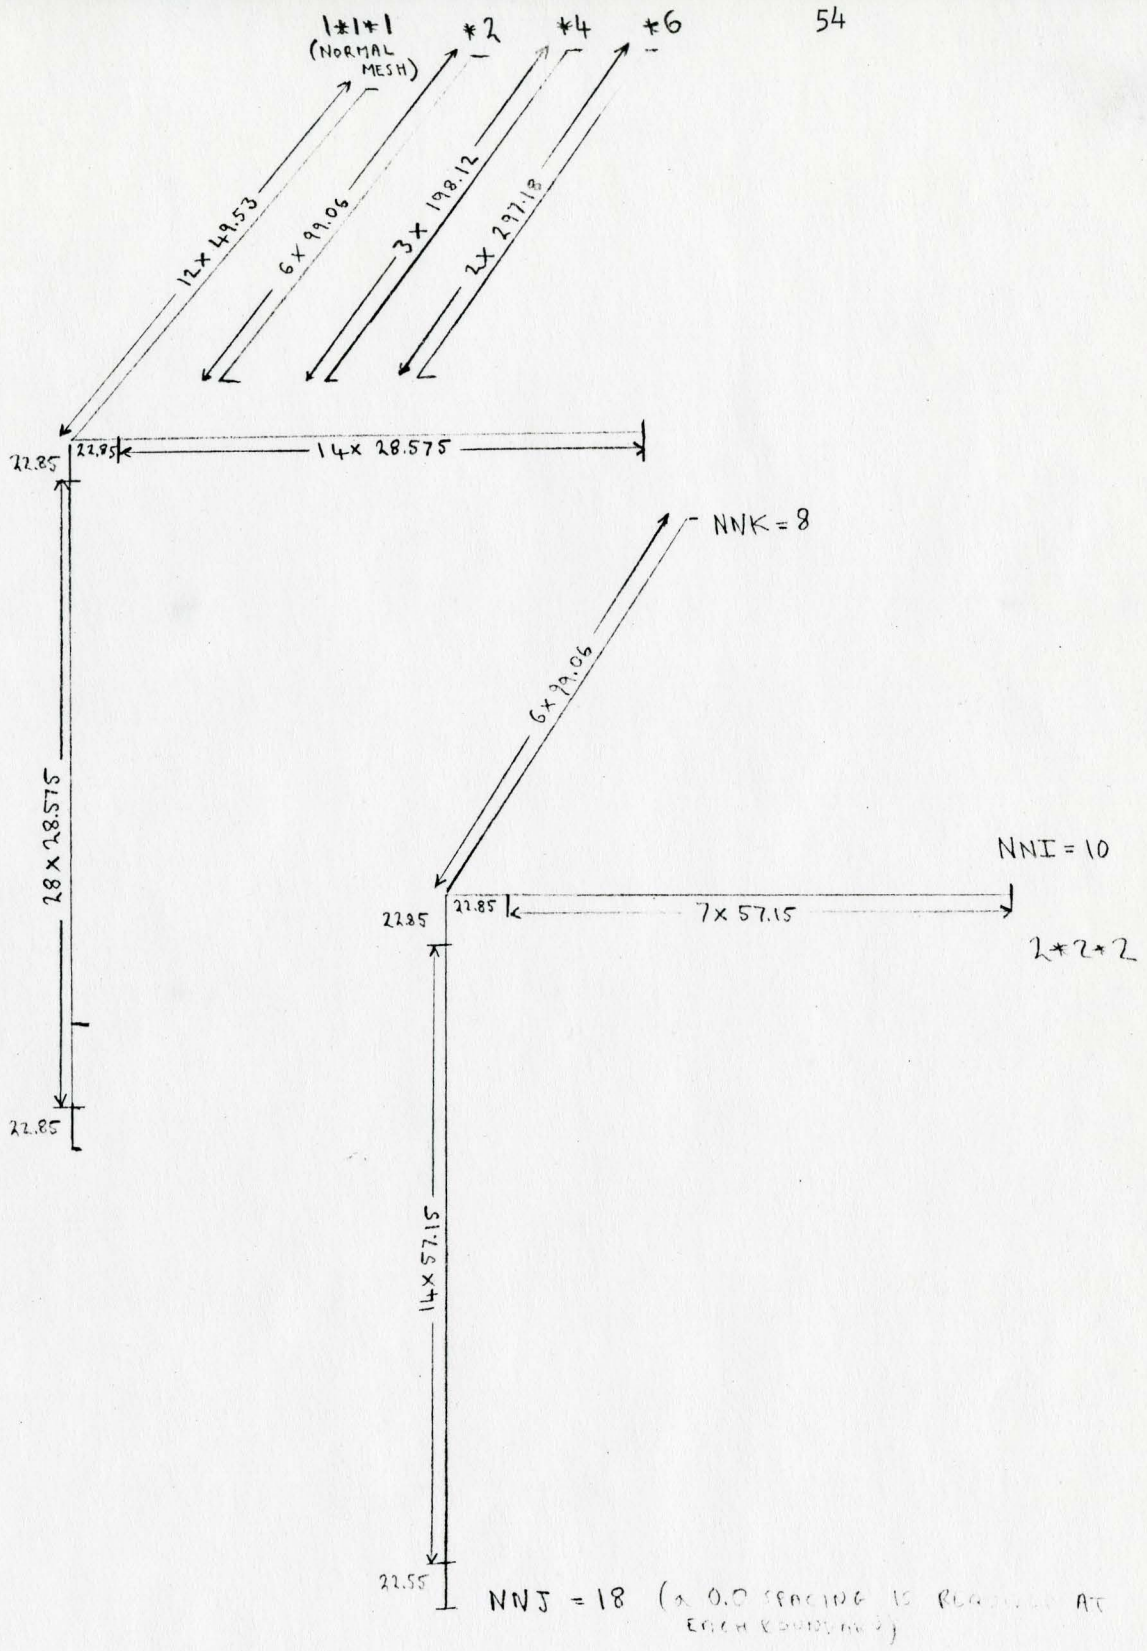 54
1*1*1
(NORMAL
MESH)
*2
*4
*6
12 x 49.53
6 x 99.06
3 x 198.12
2 x 297.18
22.85
22.85
14 x 28.575
28 x 28.575
22.85
NNK = 8
6 x 99.06
NNI = 10
22.85
22.85
7 x 57.15
2*2*2
14 x 57.15
22.55
NNJ = 18 (a 0.0 SPACING IS AT
EACH BOUNDARY)